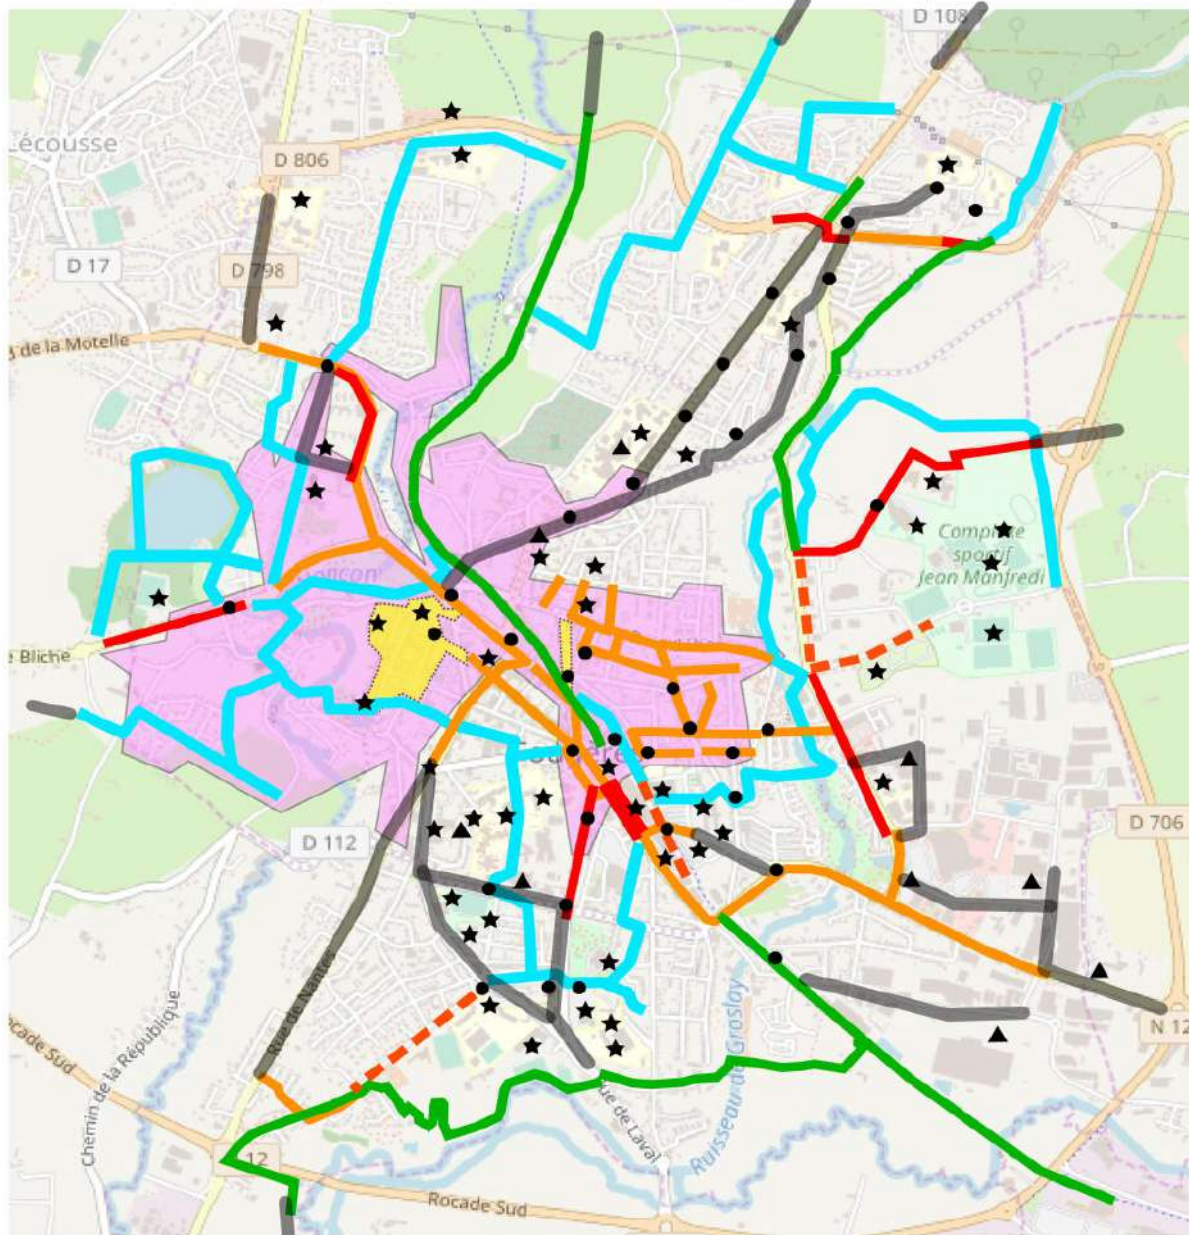 D 108
Lécousse
D 806
D 17
D 798
de la Motelle
Complexe
sportif
Jean Manfredi
e Bliche
D 112
D 706
Rue de Nantes
Chemin de la République
Rocade Sud
Ruisseau de Groslay
N 12
Rue de Laval
12
Rocade Sud